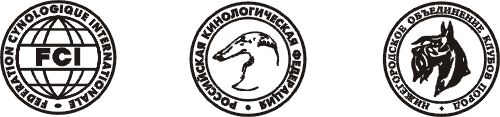 FEDERATION CYNOLOGIQUE INTERNATIONALE
FCI
РОССИЙСКАЯ КИНОЛОГИЧЕСКАЯ ФЕДЕРАЦИЯ
НИЖЕГОРОДСКОЕ ОБЪЕДИНЕНИЕ КЛУБОВ ПОРОД